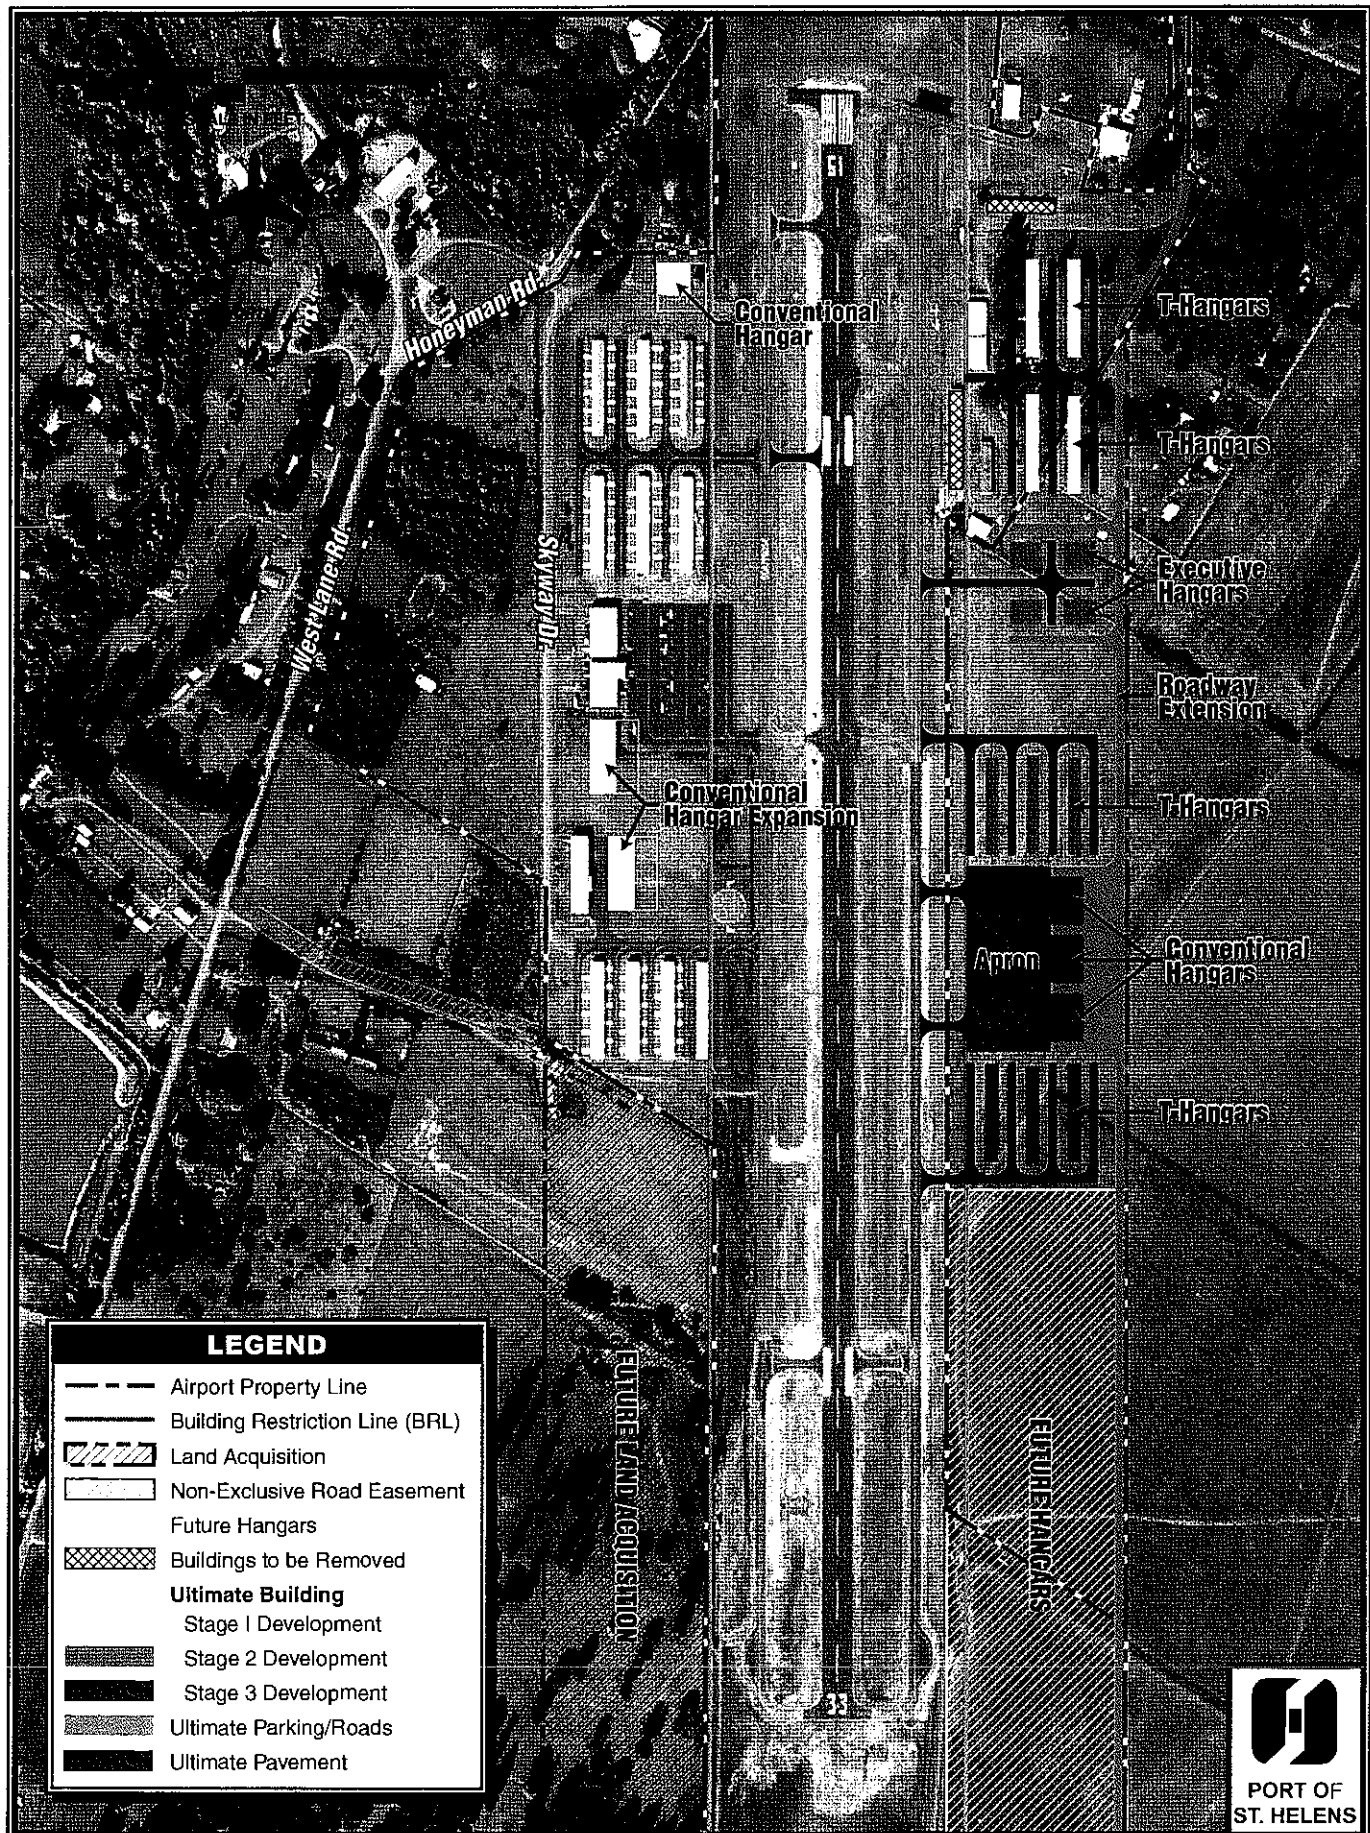 15
Honeyman Rd.
Conventional
Hangar
T-Hangars
T-Hangars
West Lane Rd.
Skyway Dr.
Executive
Hangars
Roadway
Extension
Conventional
Hangar Expansion
T-Hangars
Apron
Conventional
Hangars
T-Hangars
FUTURE LAND ACQUISITION
FUTURE HANGARS
33
LEGEND
Airport Property Line
Building Restriction Line (BRL)
Land Acquisition
Non-Exclusive Road Easement
Future Hangars
Buildings to be Removed
Ultimate Building
Stage I Development
Stage 2 Development
Stage 3 Development
Ultimate Parking/Roads
Ultimate Pavement
PORT OF
ST. HELENS